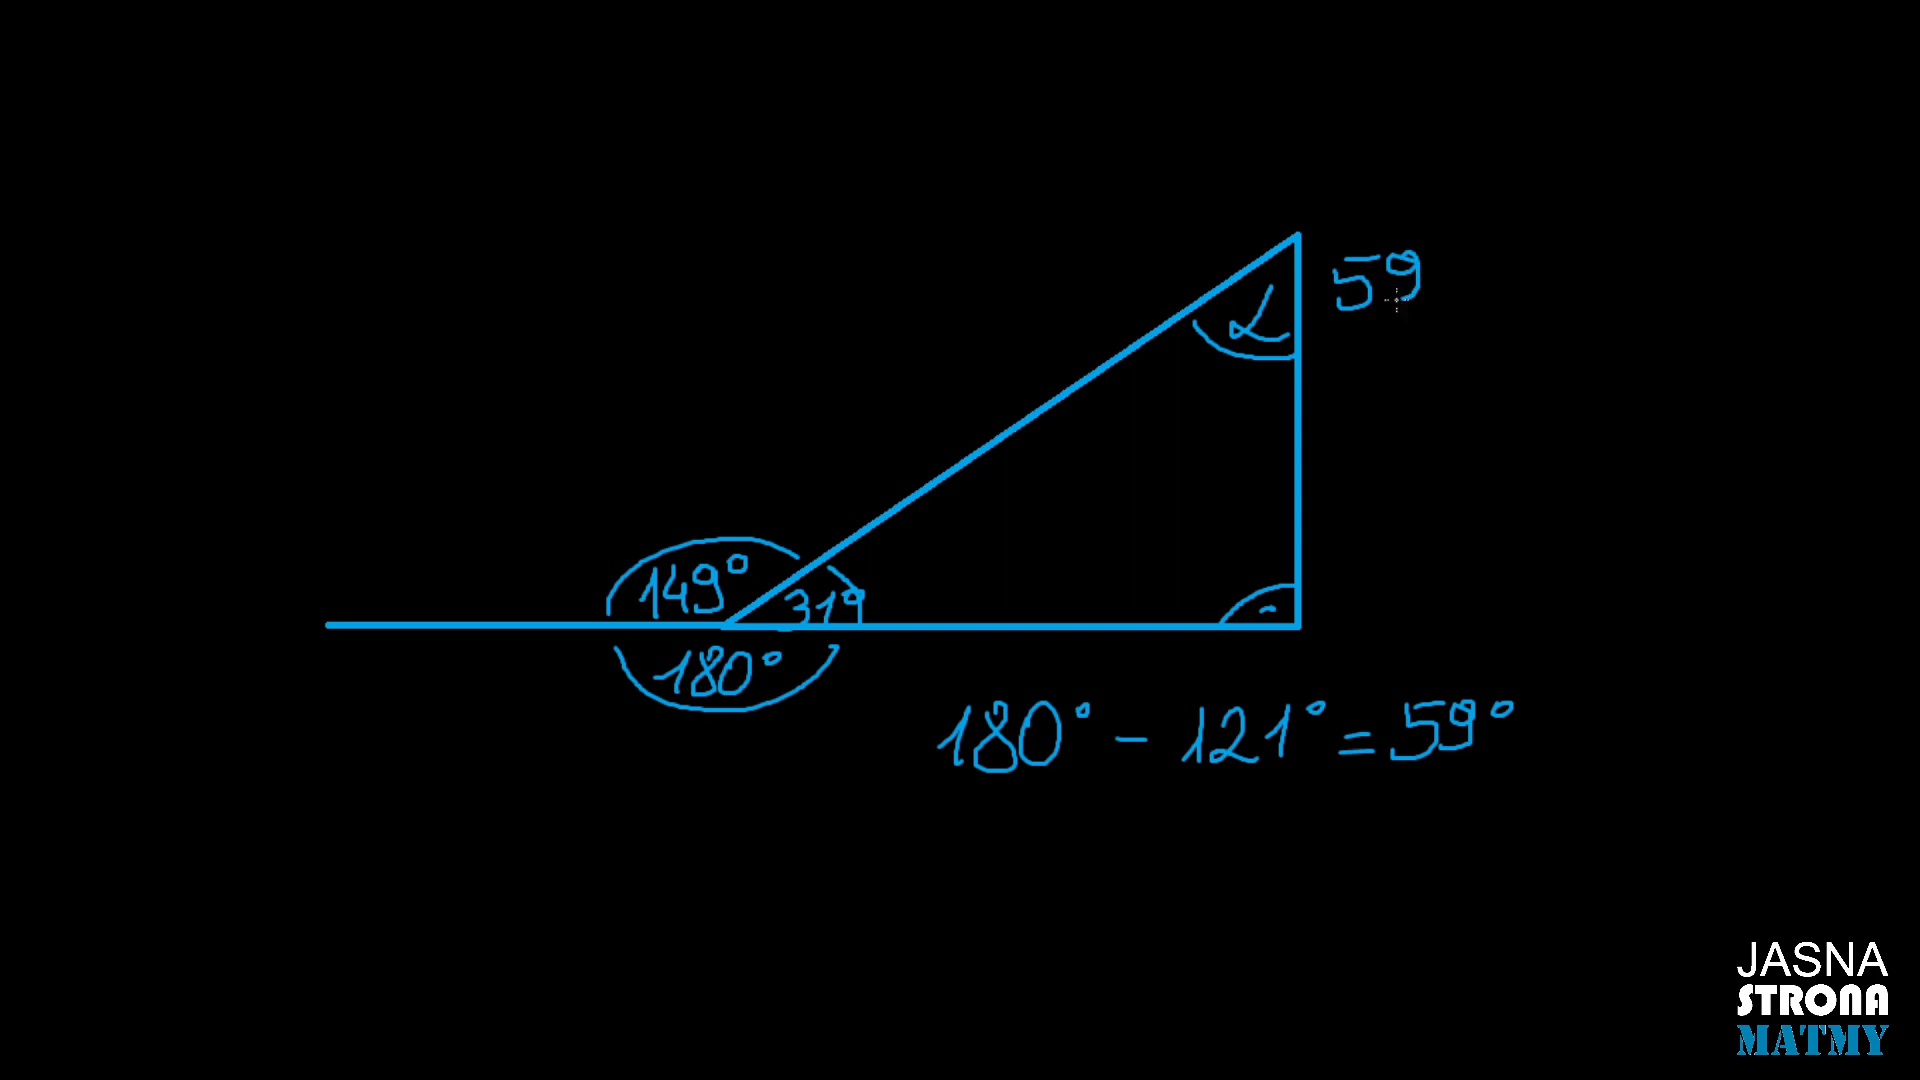 59
α
149°
31°
180°
180° - 121° = 59°
JASNA
STRONA
MATMY